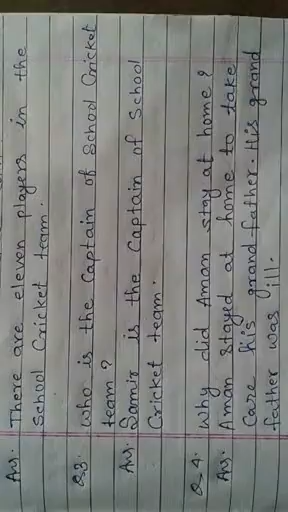 Ans. There are eleven players in the
School Cricket team.
Q3. Who is the Captain of School Cricket
team?
Ans. Samir is the Captain of School
Cricket team.
Q4. Why did Aman stay at home?
Ans. Aman stayed at home to take
Care his grand father. His grand
father was ill.